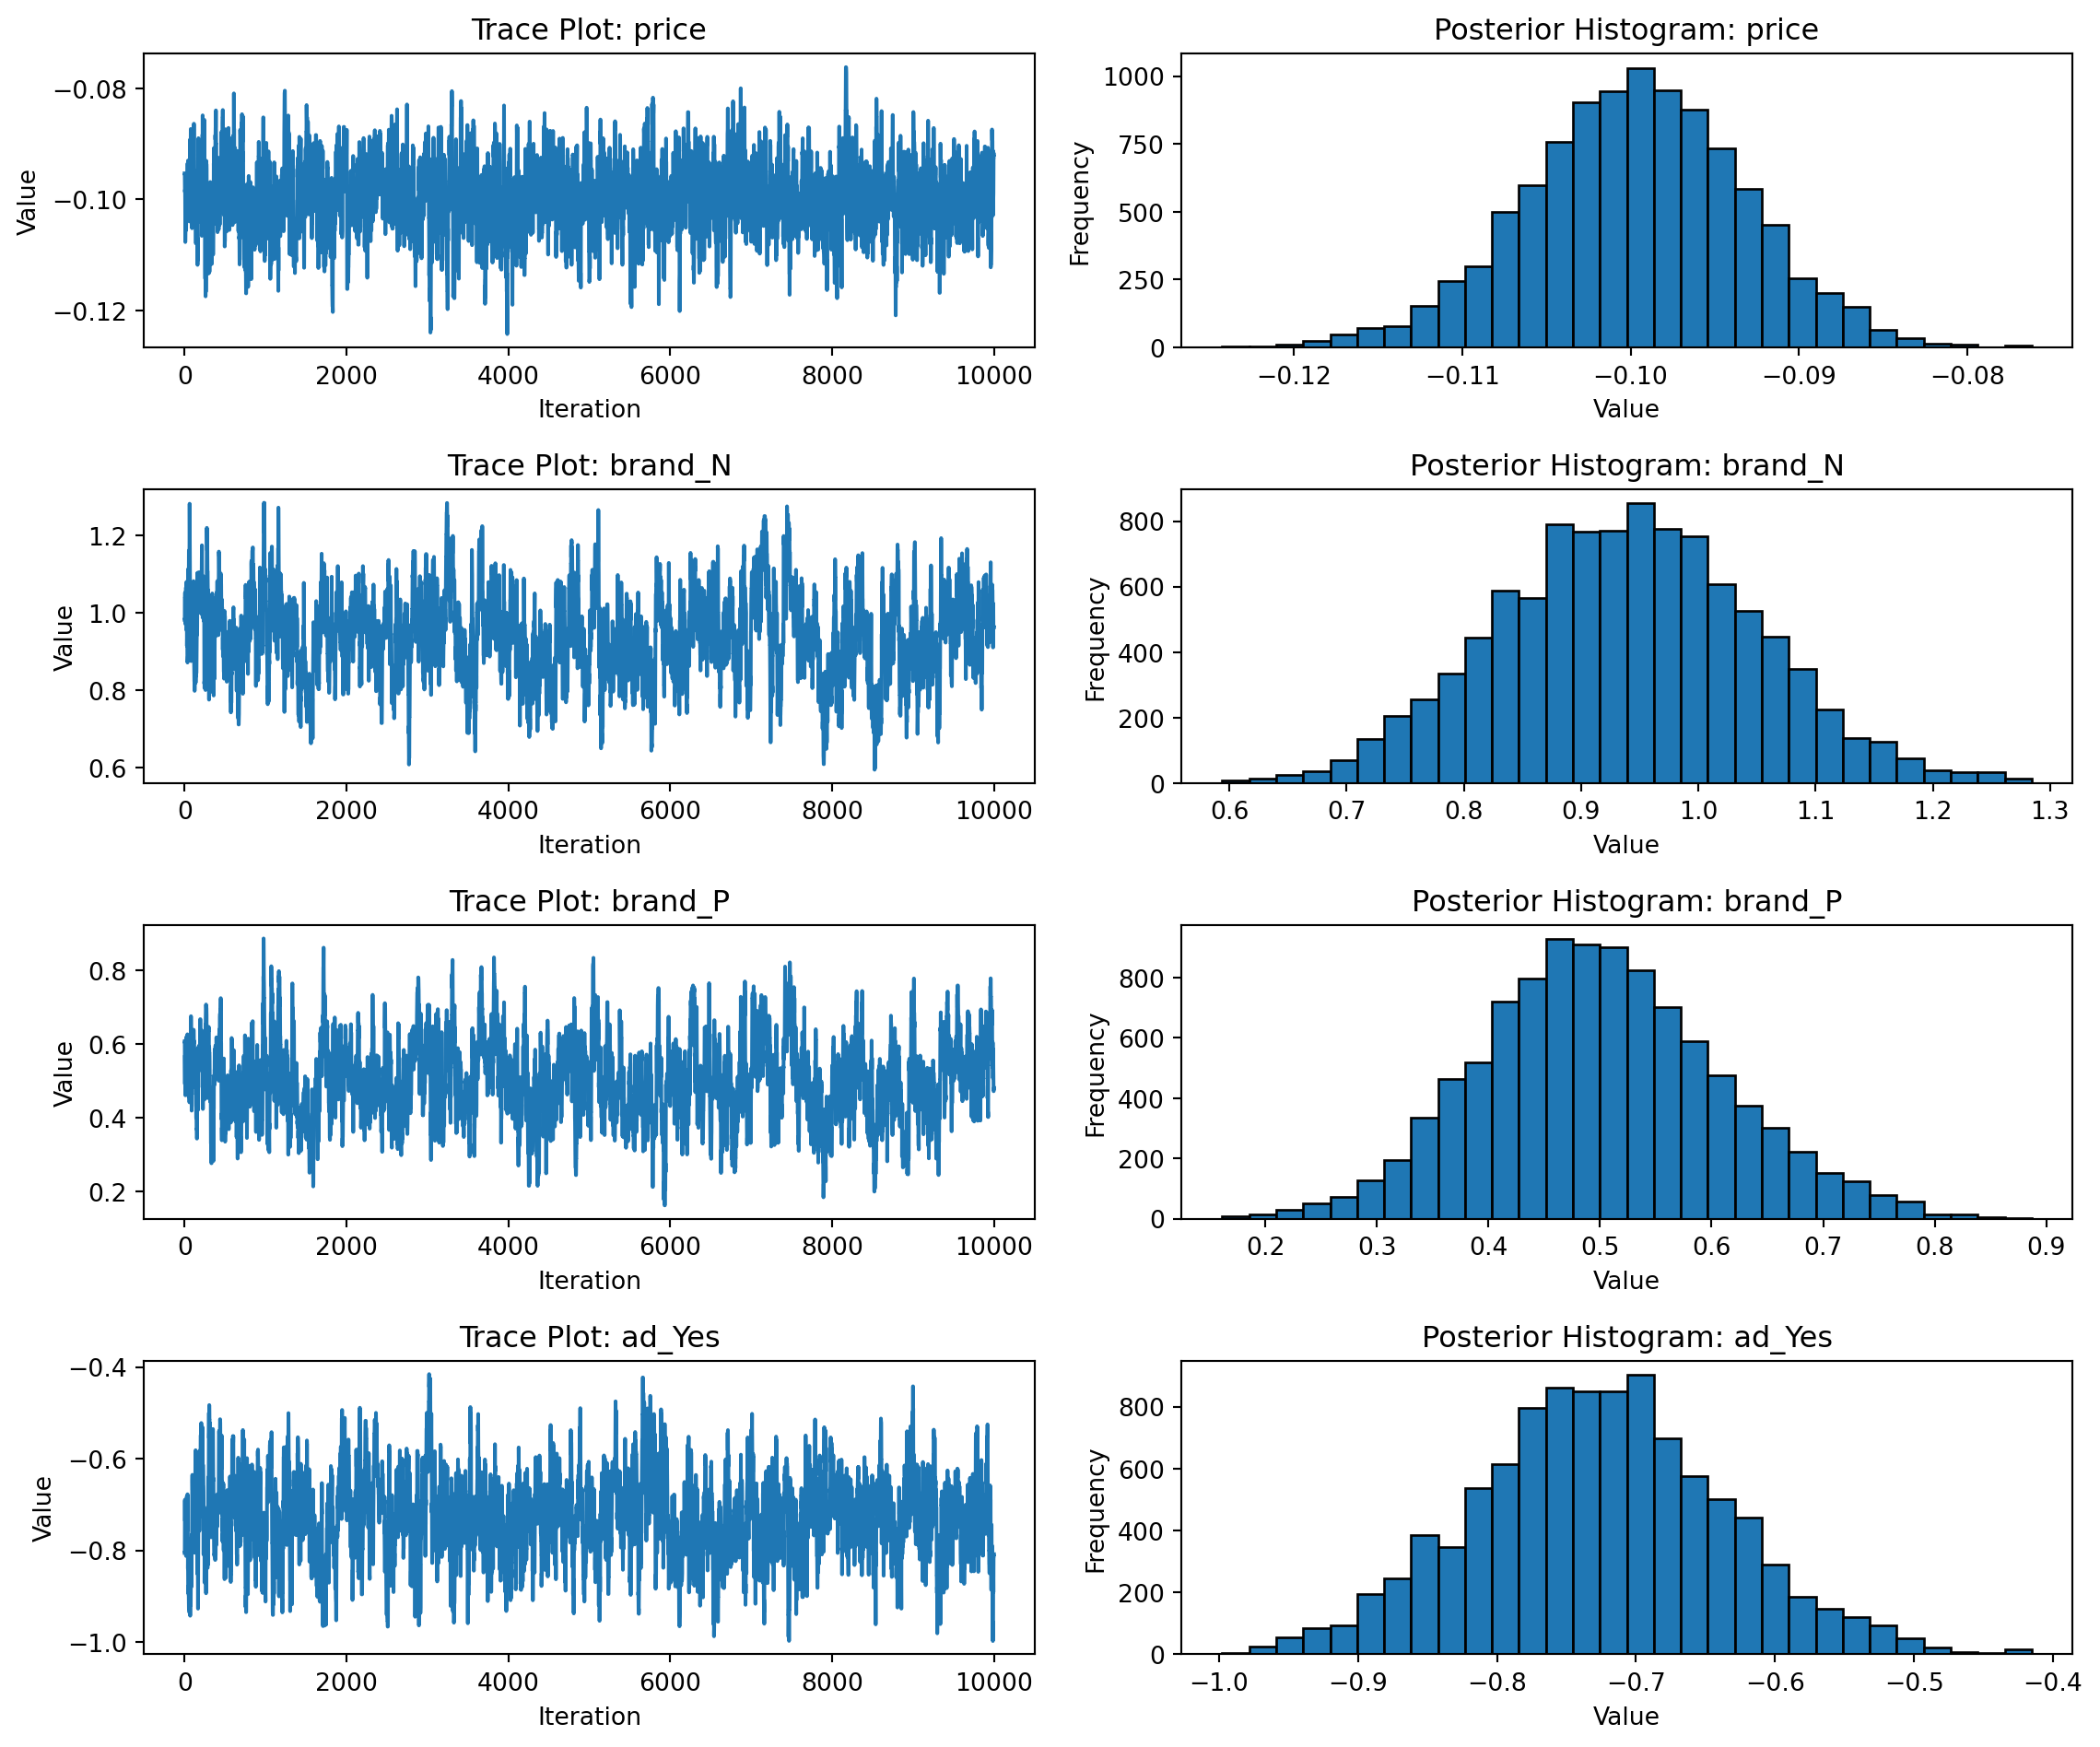 Trace Plot: price
Value
−0.08
−0.10
−0.12
0 2000 4000 6000 8000 10000
Iteration
Posterior Histogram: price
Frequency
1000
750
500
250
0
−0.12 −0.11 −0.10 −0.09 −0.08
Value
Trace Plot: brand_N
Value
1.2
1.0
0.8
0.6
0 2000 4000 6000 8000 10000
Iteration
Posterior Histogram: brand_N
Frequency
800
600
400
200
0
0.6 0.7 0.8 0.9 1.0 1.1 1.2 1.3
Value
Trace Plot: brand_P
Value
0.8
0.6
0.4
0.2
0 2000 4000 6000 8000 10000
Iteration
Posterior Histogram: brand_P
Frequency
800
600
400
200
0
0.2 0.3 0.4 0.5 0.6 0.7 0.8 0.9
Value
Trace Plot: ad_Yes
Value
−0.4
−0.6
−0.8
−1.0
0 2000 4000 6000 8000 10000
Iteration
Posterior Histogram: ad_Yes
Frequency
800
600
400
200
0
−1.0 −0.9 −0.8 −0.7 −0.6 −0.5 −0.4
Value